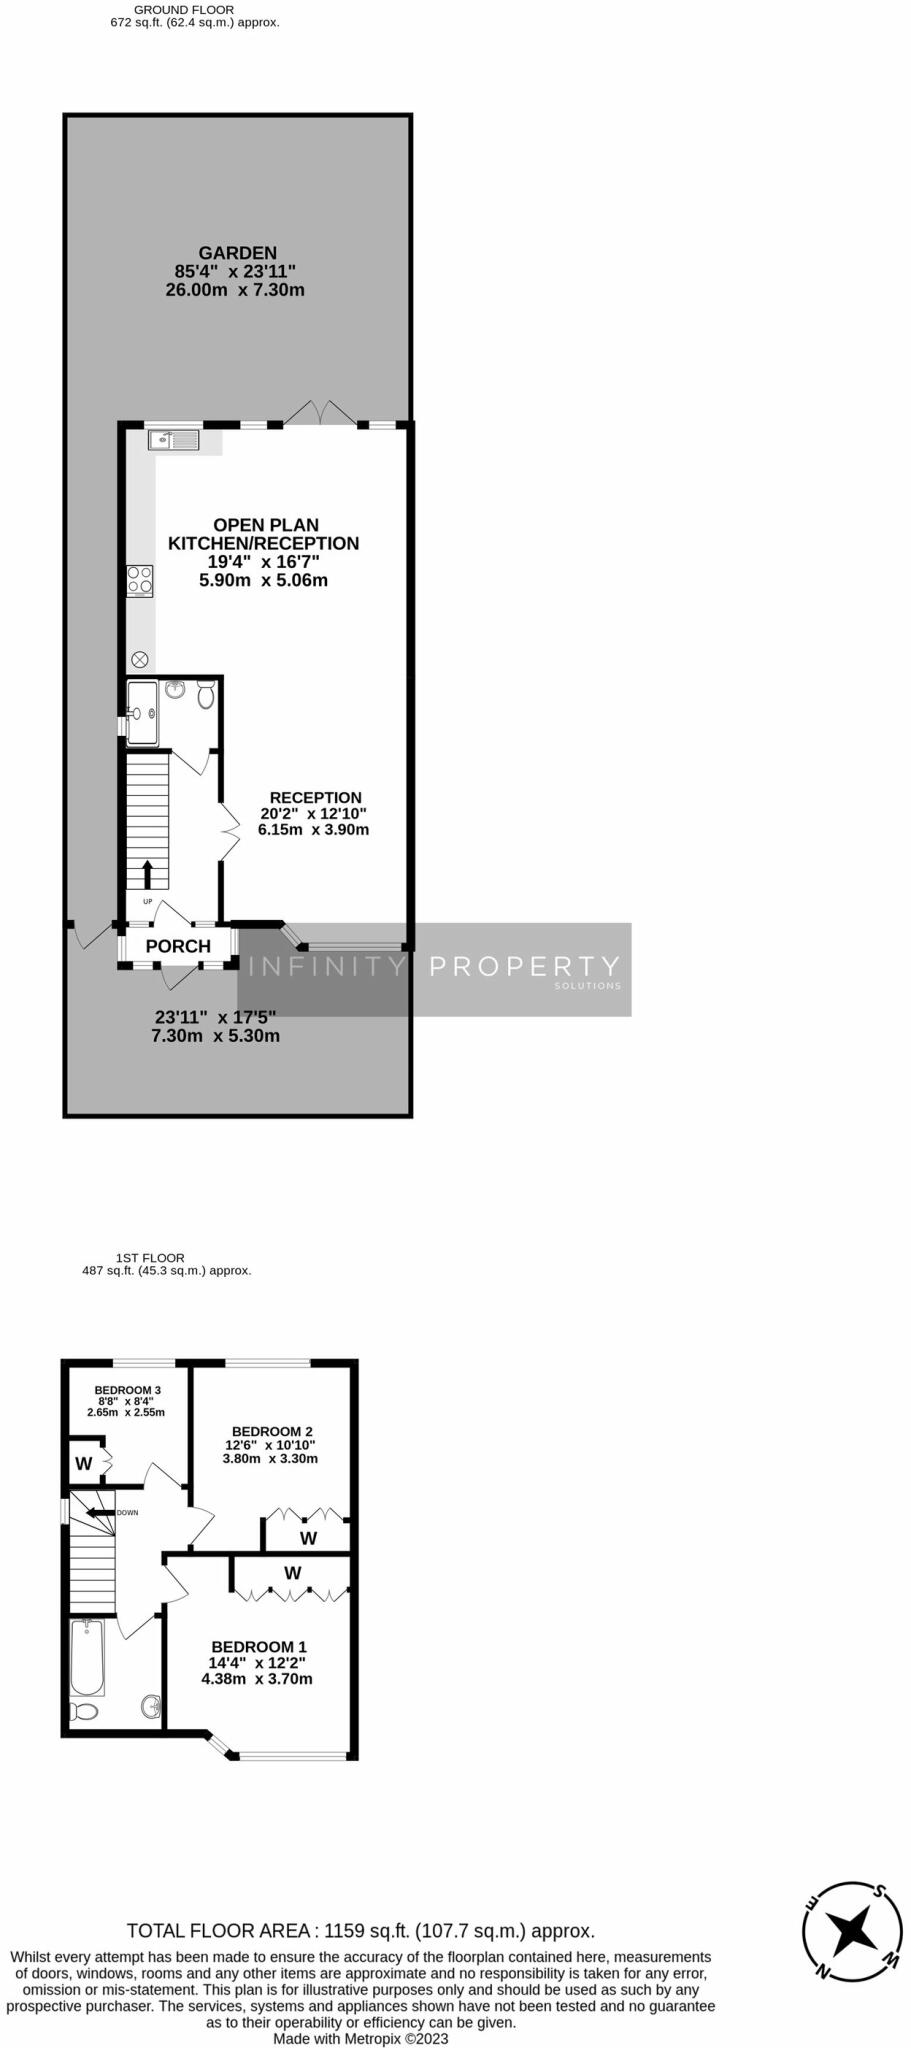 GROUND FLOOR
672 sq.ft. (62.4 sq.m.) approx.
GARDEN
85'4" x 23'11"
26.00m x 7.30m
OPEN PLAN
KITCHEN/RECEPTION
19'4" x 16'7"
5.90m x 5.06m
RECEPTION
20'2" x 12'10"
6.15m x 3.90m
UP
PORCH
INFINITY PROPERTY
SOLUTIONS
23'11" x 17'5"
7.30m x 5.30m
1ST FLOOR
487 sq.ft. (45.3 sq.m.) approx.
BEDROOM 3
8'8" x 8'4"
2.65m x 2.55m
BEDROOM 2
12'6" x 10'10"
3.80m x 3.30m
W
DOWN
W
W
BEDROOM 1
14'4" x 12'2"
4.38m x 3.70m
S
E
W
N
TOTAL FLOOR AREA : 1159 sq.ft. (107.7 sq.m.) approx.
Whilst every attempt has been made to ensure the accuracy of the floorplan contained here, measurements
of doors, windows, rooms and any other items are approximate and no responsibility is taken for any error,
omission or mis-statement. This plan is for illustrative purposes only and should be used as such by any
prospective purchaser. The services, systems and appliances shown have not been tested and no guarantee
as to their operability or efficiency can be given.
Made with Metropix ©2023